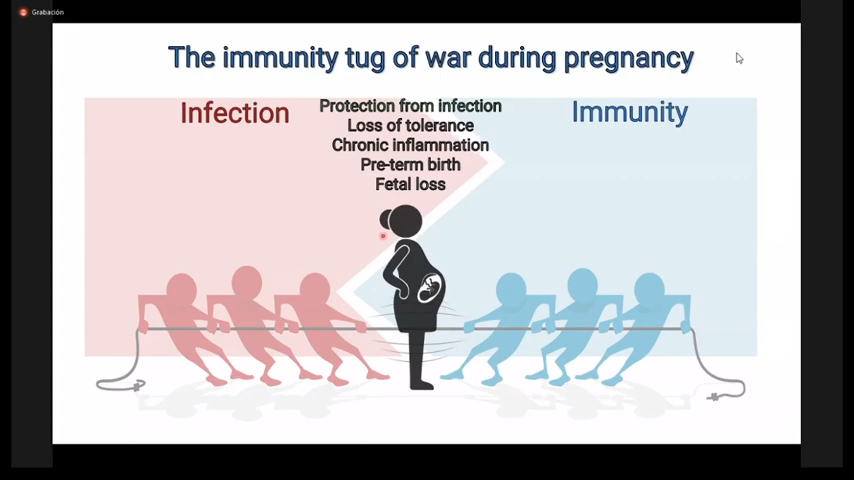 Grabación
The immunity tug of war during pregnancy
Infection
Protection from infection
Loss of tolerance
Chronic inflammation
Pre-term birth
Fetal loss
Immunity